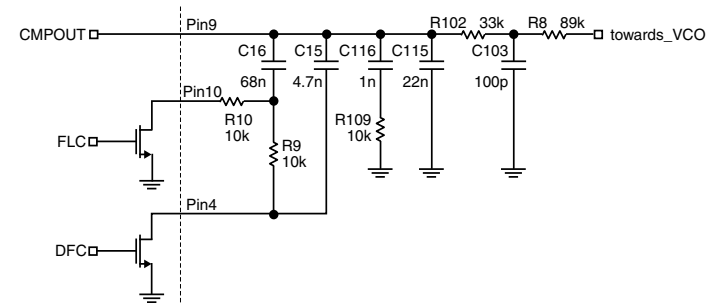 CMPOUT
Pin9
R102 33k
R8 89k
towards_VCO
C16
68n
C15
4.7n
C116
1n
C115
22n
C103
100p
Pin10
R10
10k
R109
10k
FLC
R9
10k
Pin4
DFC